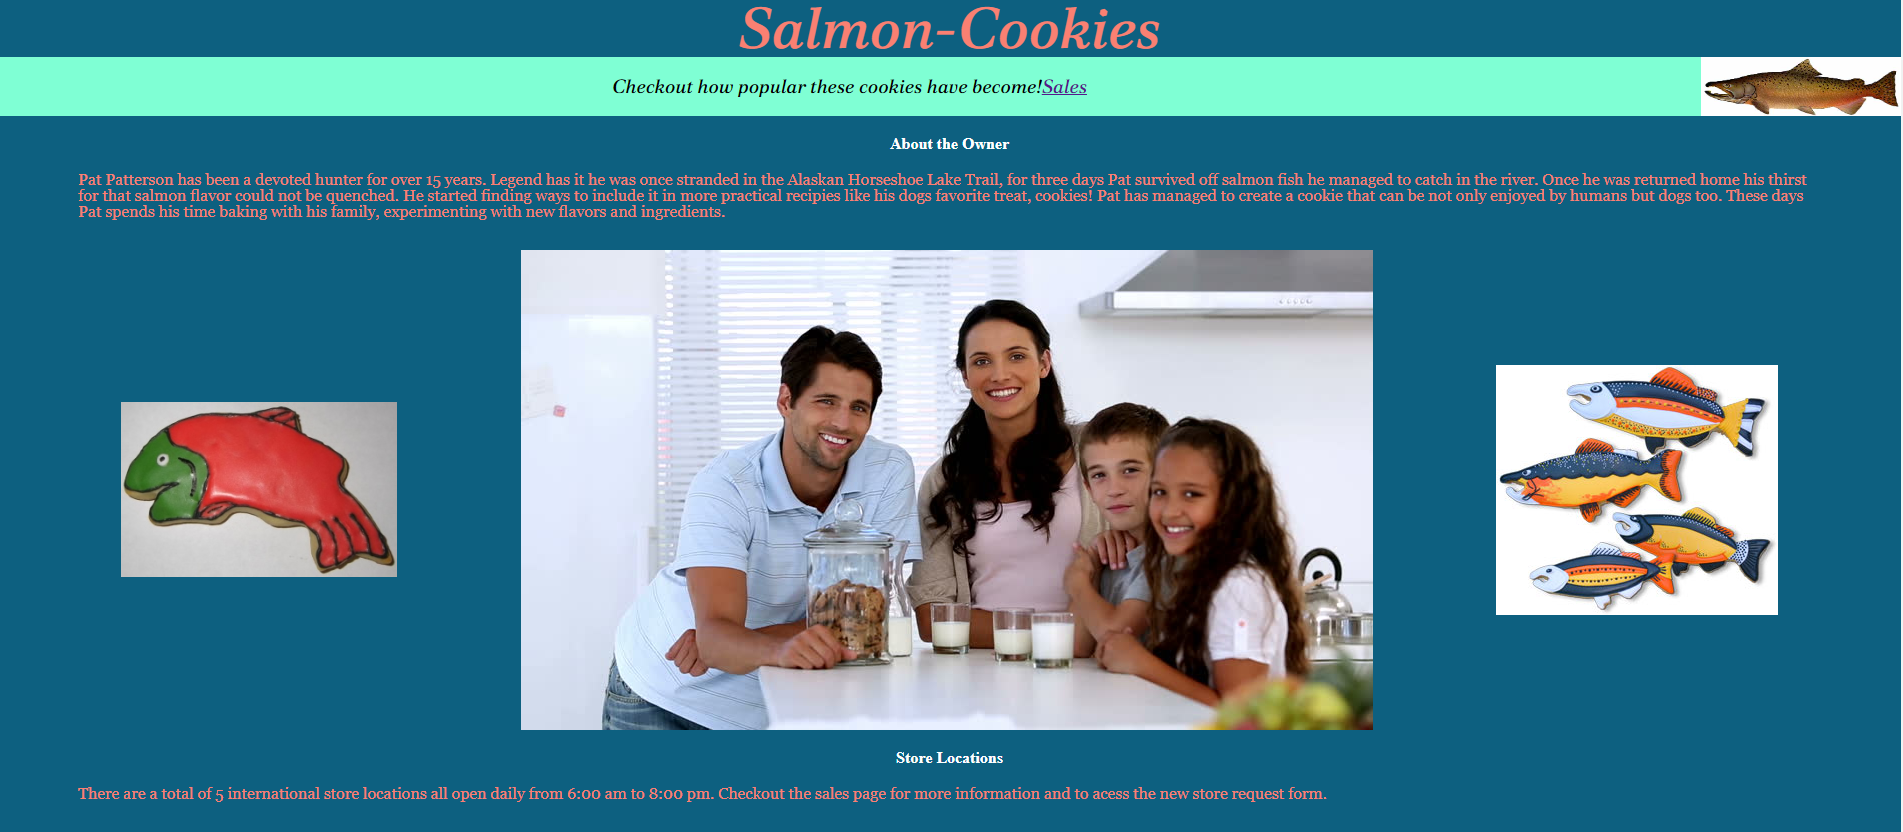 Salmon-Cookies
Checkout how popular these cookies have become!Sales
About the Owner
Pat Patterson has been a devoted hunter for over 15 years. Legend has it he was once stranded in the Alaskan Horseshoe Lake Trail, for three days Pat survived off salmon fish he managed to catch in the river. Once he was returned home his thirst
for that salmon flavor could not be quenched. He started finding ways to include it in more practical recipies like his dogs favorite treat, cookies! Pat has managed to create a cookie that can be not only enjoyed by humans but dogs too. These days
Pat spends his time baking with his family, experimenting with new flavors and ingredients.
Store Locations
There are a total of 5 international store locations all open daily from 6:00 am to 8:00 pm. Checkout the sales page for more information and to acess the new store request form.